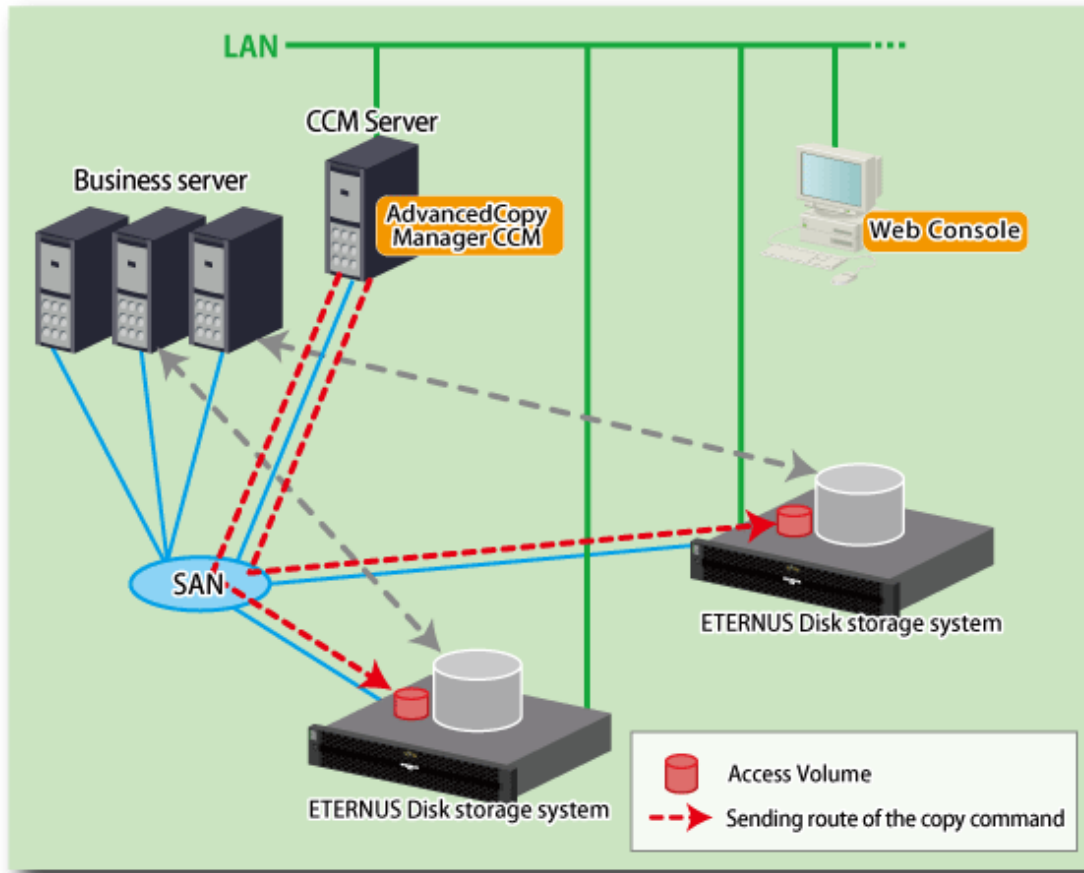 LAN
CCM Server
Business server
AdvancedCopy
Manager CCM
Web Console
SAN
ETERNUS Disk storage system
ETERNUS Disk storage system
Access Volume
Sending route of the copy command